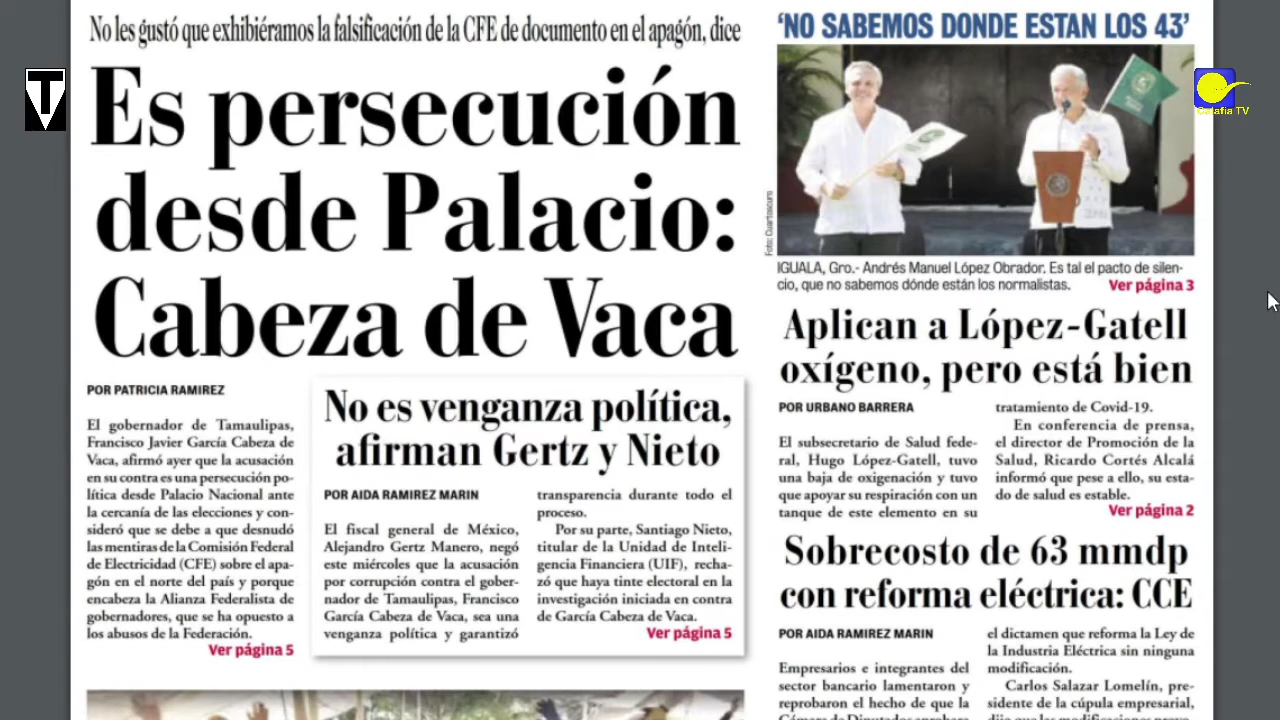 No les gustó que exhibiéramos la falsificación de la CFE de documento en el apagón, dice
Es persecución
desde Palacio:
Cabeza de Vaca
POR PATRICIA RAMIREZ
El gobernador de Tamaulipas,
Francisco Javier García Cabeza de
Vaca, afirmó ayer que la acusación
en su contra es una persecución po-
lítica desde Palacio Nacional ante
la cercanía de las elecciones y con-
sideró que se debe a que desnudó
las mentiras de la Comisión Federal
de Electricidad (CFE) sobre el apa-
gón en el norte del país y porque
encabeza la Alianza Federalista de
gobernadores, que se ha opuesto a
los abusos de la Federación.
Ver página 5
No es venganza política,
afirman Gertz y Nieto
POR AIDA RAMIREZ MARIN
El fiscal general de México,
Alejandro Gertz Manero, negó
este miércoles que la acusación
por corrupción contra el gober-
nador de Tamaulipas, Francisco
García Cabeza de Vaca, sea una
venganza política y garantizó
transparencia durante todo el
proceso.
Por su parte, Santiago Nieto,
titular de la Unidad de Inteli-
gencia Financiera (UIF), recha-
zó que haya tinte electoral en la
investigación iniciada en contra
de García Cabeza de Vaca.
Ver página 5
‘NO SABEMOS DONDE ESTAN LOS 43’
Foto: Cuartoscuro
IGUALA, Gro.- Andrés Manuel López Obrador. Es tal el pacto de silen-
cio, que no sabemos dónde están los normalistas.
Ver página 3
Aplican a López-Gatell
oxígeno, pero está bien
POR URBANO BARRERA
El subsecretario de Salud fede-
ral, Hugo López-Gatell, tuvo
una baja de oxigenación y tuvo
que apoyar su respiración con un
tanque de este elemento en su
tratamiento de Covid-19.
En conferencia de prensa,
el director de Promoción de la
Salud, Ricardo Cortés Alcalá
informó que pese a ello, su esta-
do de salud es estable.
Ver página 2
Sobrecosto de 63 mmdp
con reforma eléctrica: CCE
POR AIDA RAMIREZ MARIN
Empresarios e integrantes del
sector bancario lamentaron y
reprobaron el hecho de que la
Cámara de Diputados aprobara
el dictamen que reforma la Ley de
la Industria Eléctrica sin ninguna
modificación.
Carlos Salazar Lomelín, pre-
sidente de la cúpula empresarial,
T
Calafia TV